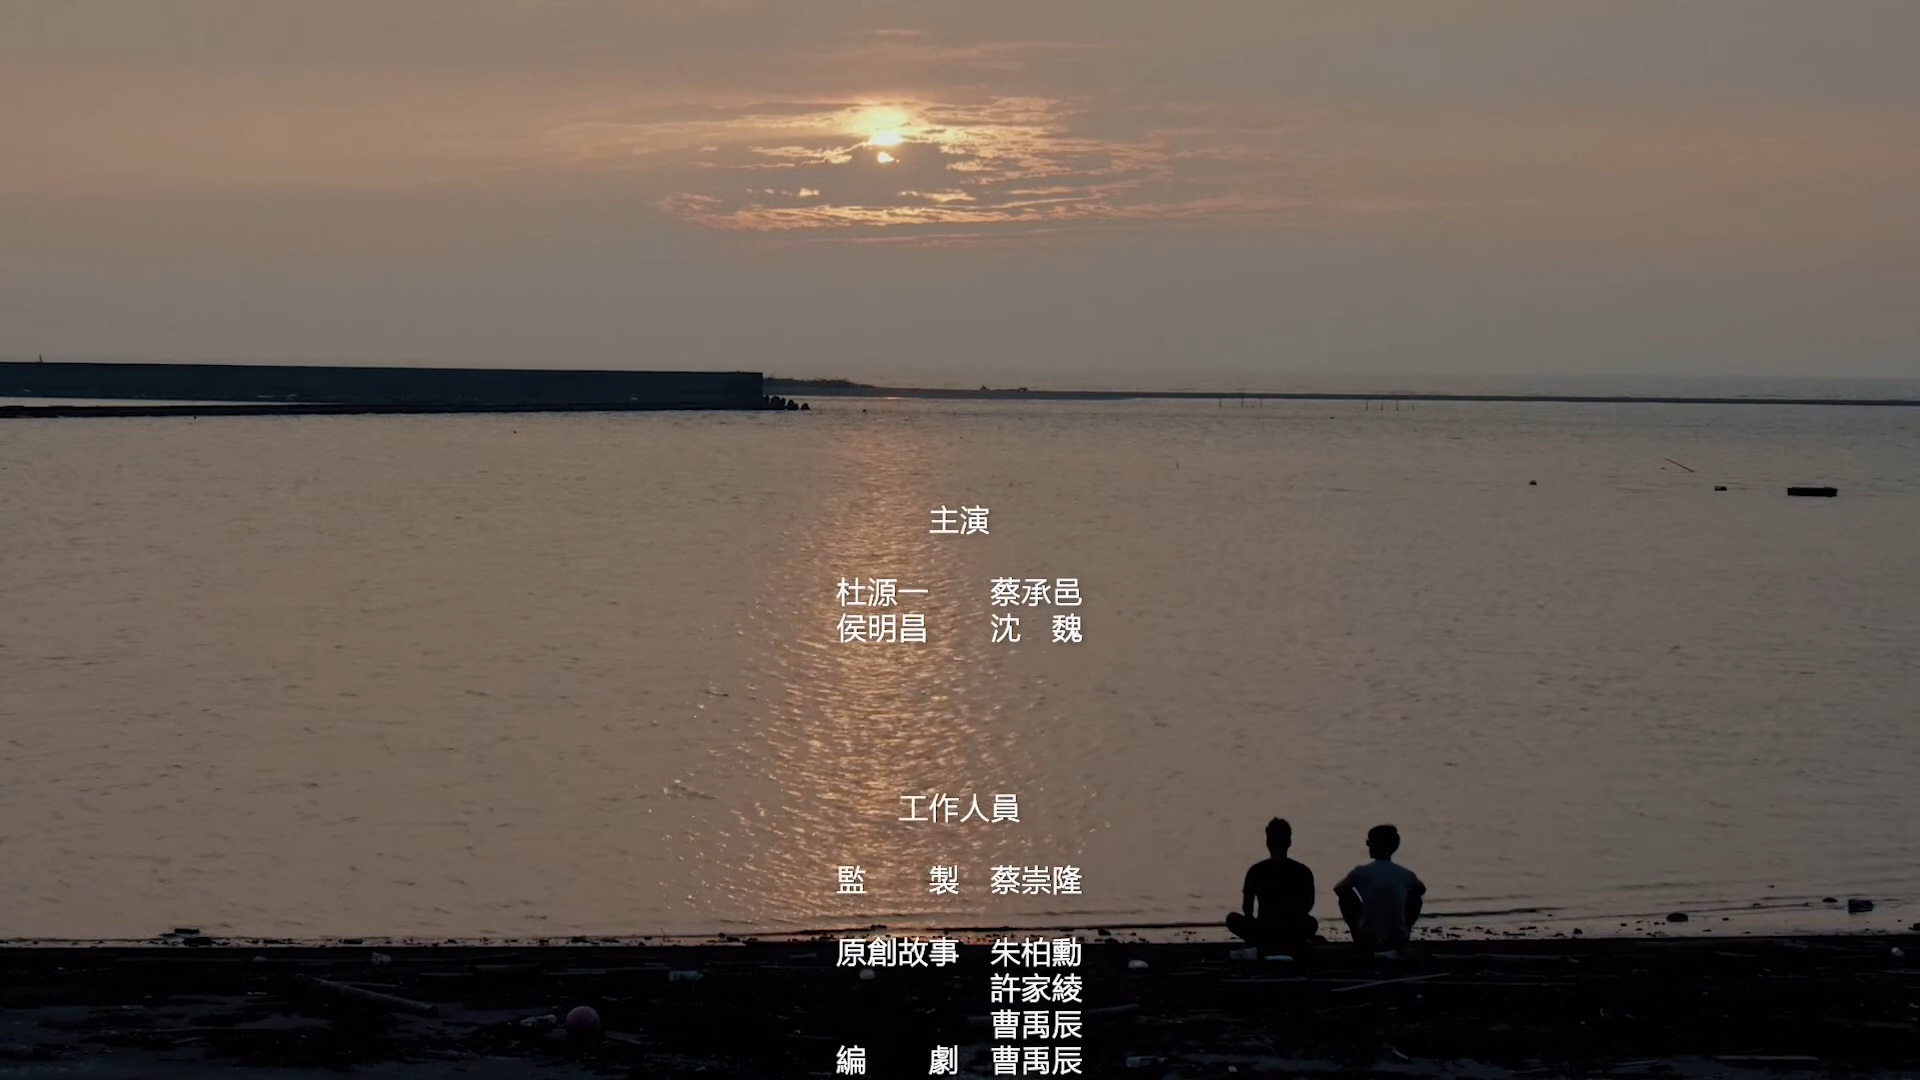 主演
杜源一　　蔡承邑
侯明昌　　沈　魏
工作人員
監　　製　蔡崇隆
原創故事　朱柏勳
許家綾
曹禹辰
編　　劇　曹禹辰